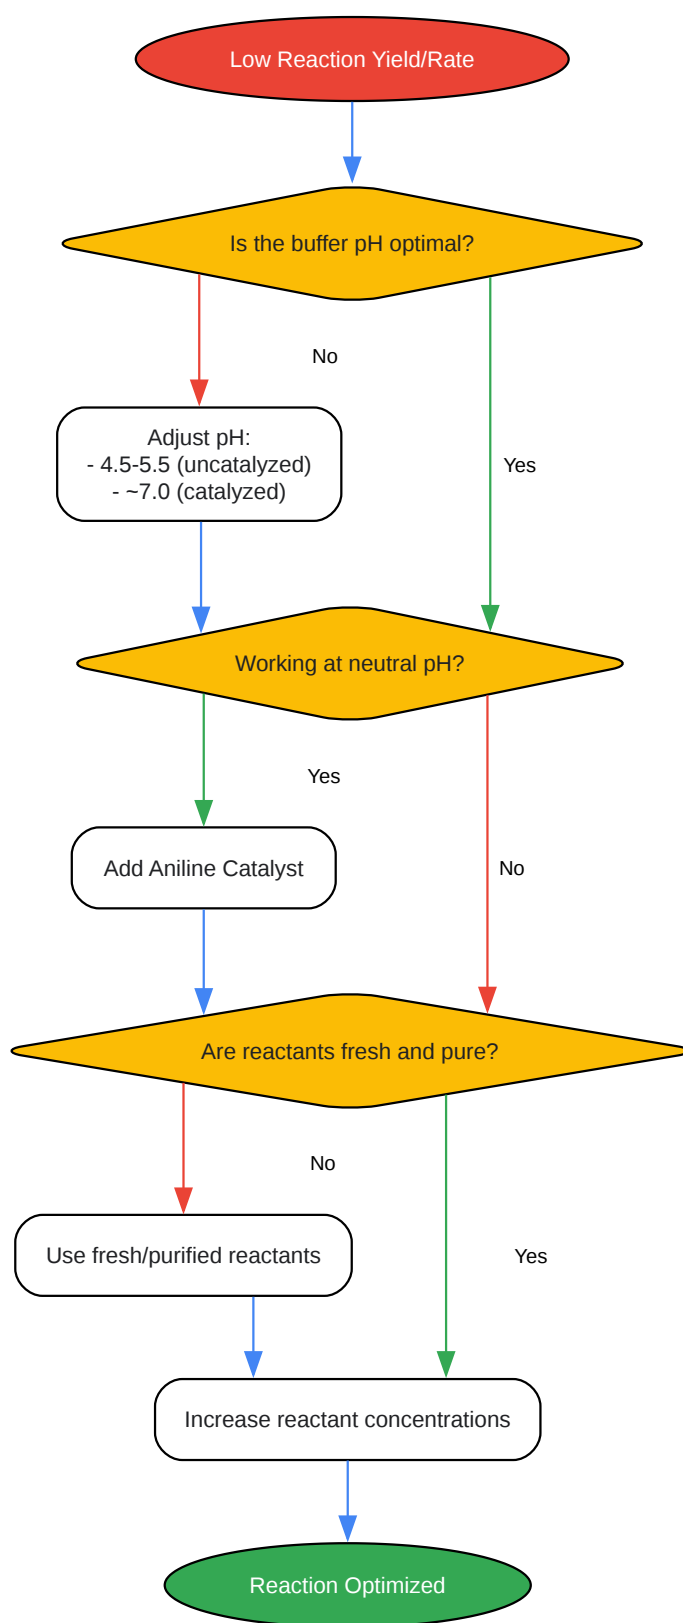 Low Reaction Yield/Rate
Is the buffer pH optimal?
No
Adjust pH:
- 4.5-5.5 (uncatalyzed)
- ~7.0 (catalyzed)
Yes
Working at neutral pH?
Yes
Add Aniline Catalyst
No
Are reactants fresh and pure?
No
Use fresh/purified reactants
Yes
Increase reactant concentrations
Reaction Optimized